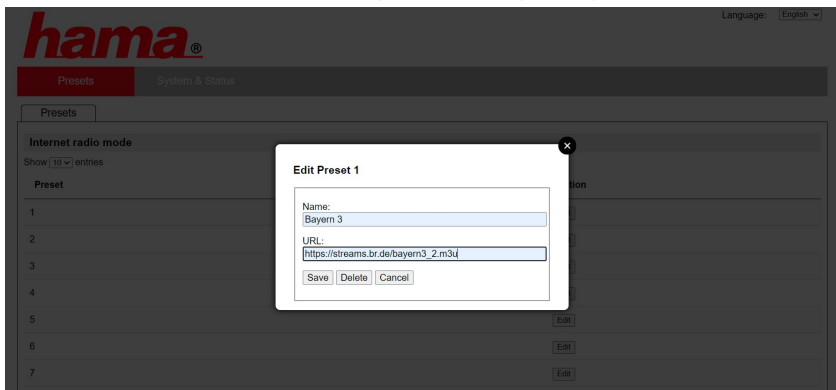 Language: English
hama®
Presets System & Status
Presets
Internet radio mode
Show 10 entries
Preset
1
2
3
4
5 Edit
6 Edit
7 Edit
Edit Preset 1
Name:
Bayern 3
URL:
https://streams.br.de/bayern3_2.m3u
Save Delete Cancel